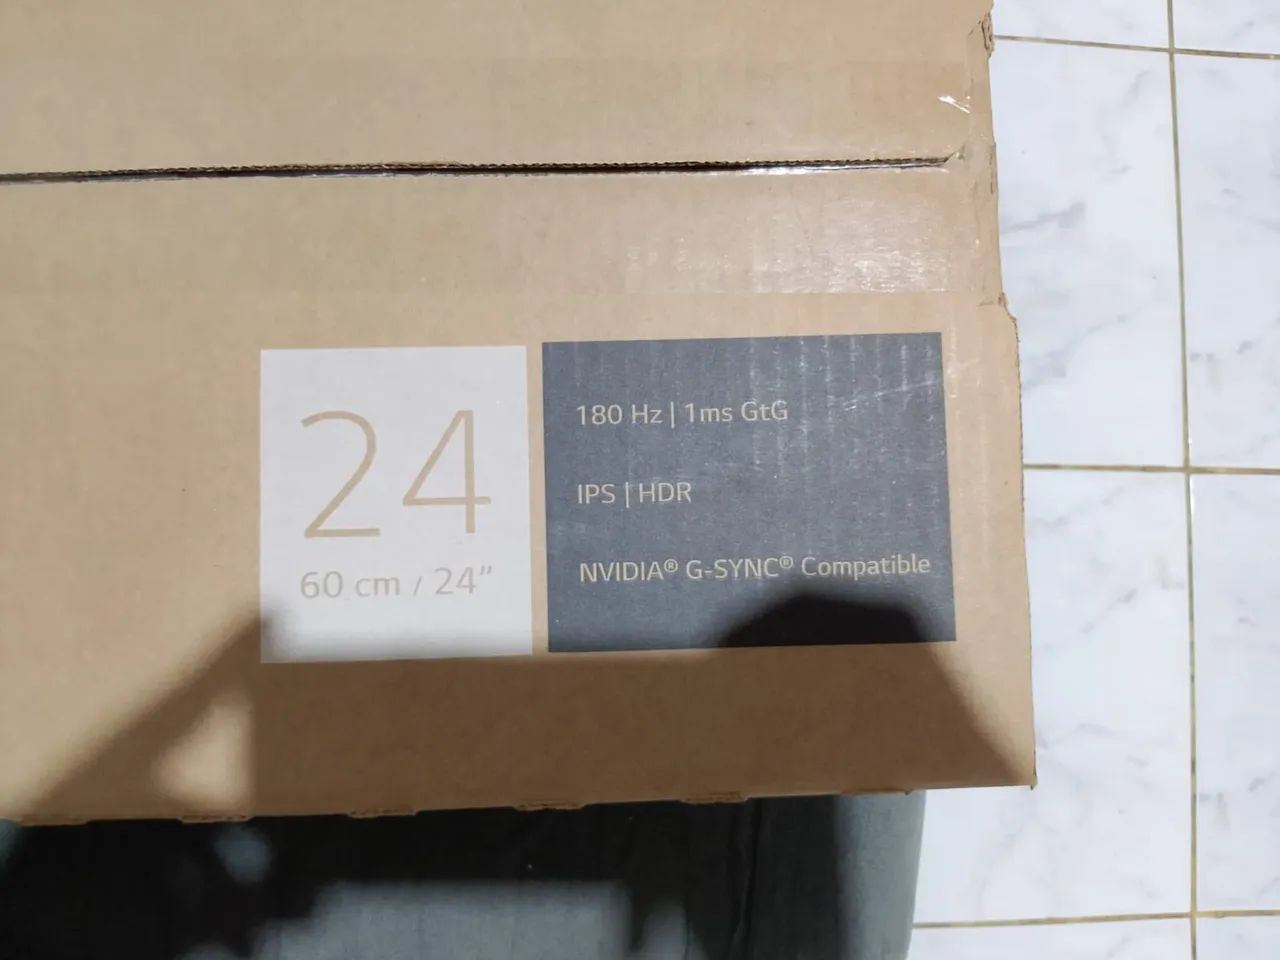 24
60 cm / 24”
180 Hz | 1ms GtG
IPS | HDR
NVIDIA® G-SYNC® Compatible